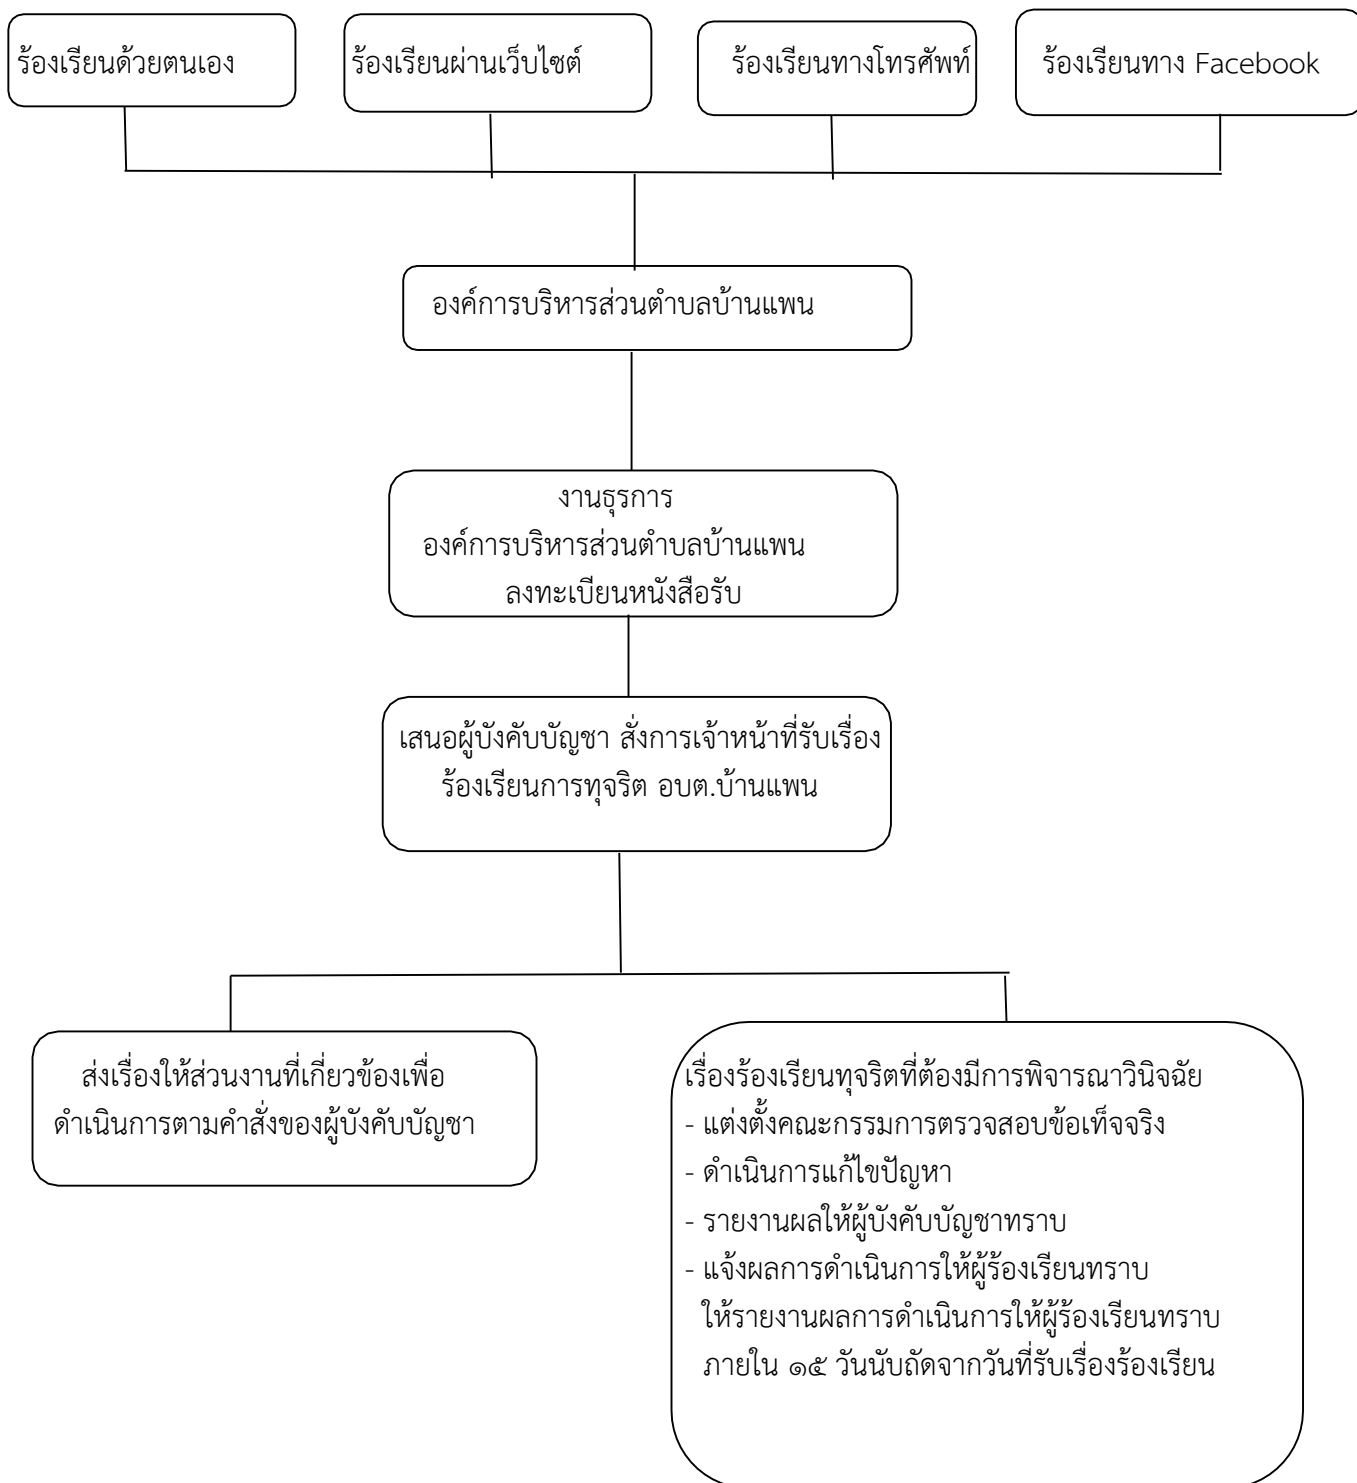 ร้องเรียนด้วยตนเอง
ร้องเรียนผ่านเว็บไซต์
ร้องเรียนทางโทรศัพท์
ร้องเรียนทาง Facebook
องค์การบริหารส่วนตำบลบ้านแพน
งานธุรการ
องค์การบริหารส่วนตำบลบ้านแพน
ลงทะเบียนหนังสือรับ
เสนอผู้บังคับบัญชา สั่งการเจ้าหน้าที่รับเรื่อง
ร้องเรียนการทุจริต อบต.บ้านแพน
ส่งเรื่องให้ส่วนงานที่เกี่ยวข้องเพื่อ
ดำเนินการตามคำสั่งของผู้บังคับบัญชา
เรื่องร้องเรียนทุจริตที่ต้องมีการพิจารณาวินิจฉัย
- แต่งตั้งคณะกรรมการตรวจสอบข้อเท็จจริง
- ดำเนินการแก้ไขปัญหา
- รายงานผลให้ผู้บังคับบัญชาทราบ
- แจ้งผลการดำเนินการให้ผู้ร้องเรียนทราบ
ให้รายงานผลการดำเนินการให้ผู้ร้องเรียนทราบ
ภายใน ๑๕ วันนับถัดจากวันที่รับเรื่องร้องเรียน